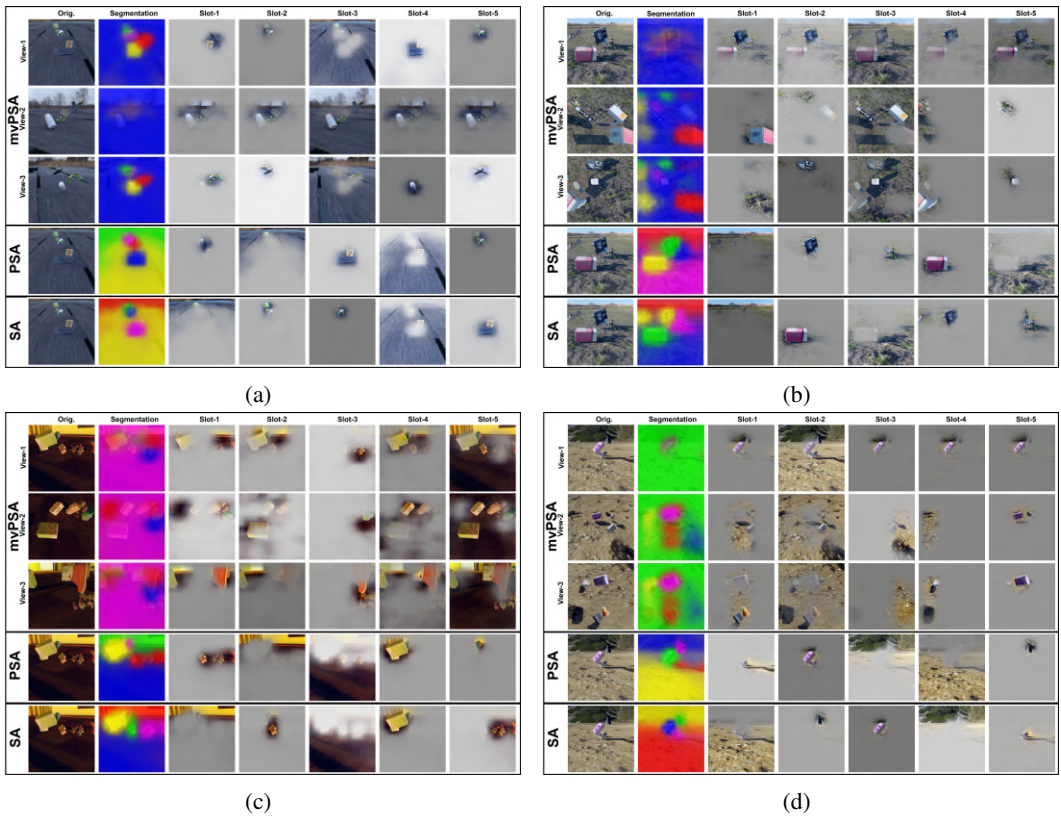 Orig. Segmentation Slot-1 Slot-2 Slot-3 Slot-4 Slot-5
mvPSA
View-1
View-2
View-3
PSA
SA
(a)
Orig. Segmentation Slot-1 Slot-2 Slot-3 Slot-4 Slot-5
mvPSA
View-1
View-2
View-3
PSA
SA
(b)
Orig. Segmentation Slot-1 Slot-2 Slot-3 Slot-4 Slot-5
mvPSA
View-1
View-2
View-3
PSA
SA
(c)
Orig. Segmentation Slot-1 Slot-2 Slot-3 Slot-4 Slot-5
mvPSA
View-1
View-2
View-3
PSA
SA
(d)